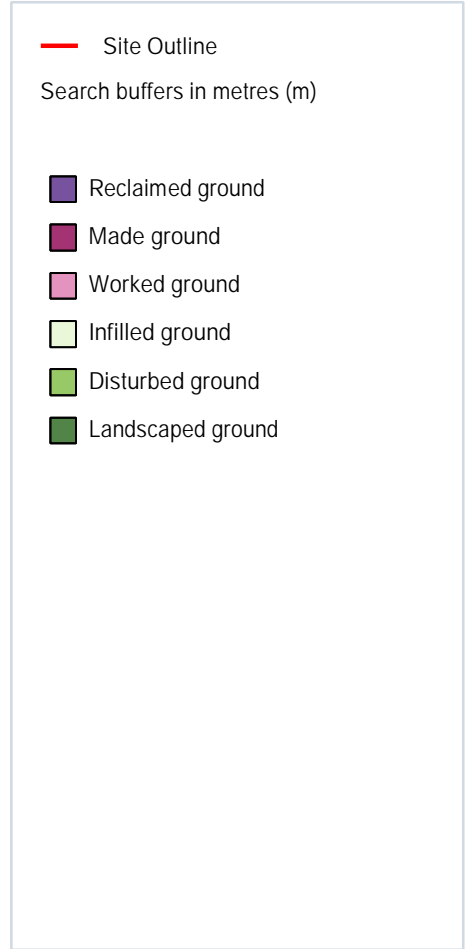 Site Outline
Search buffers in metres (m)
Reclaimed ground
Made ground
Worked ground
Infilled ground
Disturbed ground
Landscaped ground